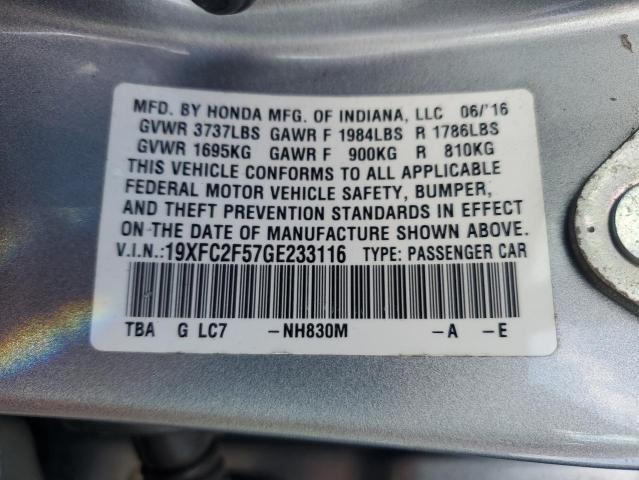 MFD. BY HONDA MFG. OF INDIANA, LLC 06/'16
GVWR 3737LBS GAWR F 1984LBS R 1786LBS
GVWR 1695KG GAWR F 900KG R 810KG
THIS VEHICLE CONFORMS TO ALL APPLICABLE
FEDERAL MOTOR VEHICLE SAFETY, BUMPER,
AND THEFT PREVENTION STANDARDS IN EFFECT
ON THE DATE OF MANUFACTURE SHOWN ABOVE.
V.I.N.:19XFC2F57GE233116 TYPE: PASSENGER CAR
TBA G LC7 -NH830M -A -E